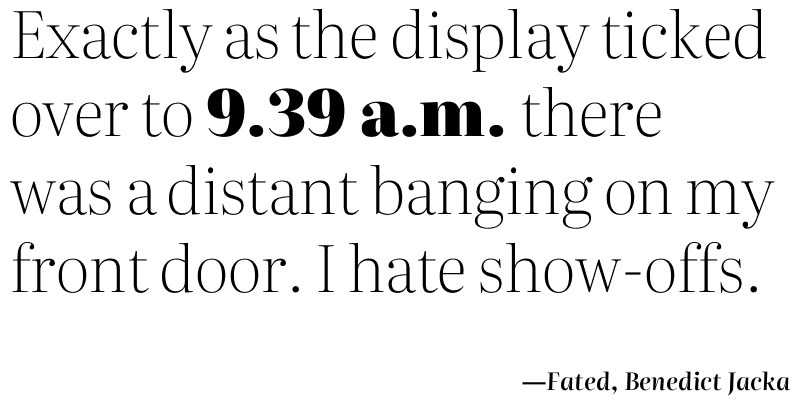 Exactly as the display ticked
over to 9.39 a.m. there
was a distant banging on my
front door. I hate show-offs.
—Fated, Benedict Jacka